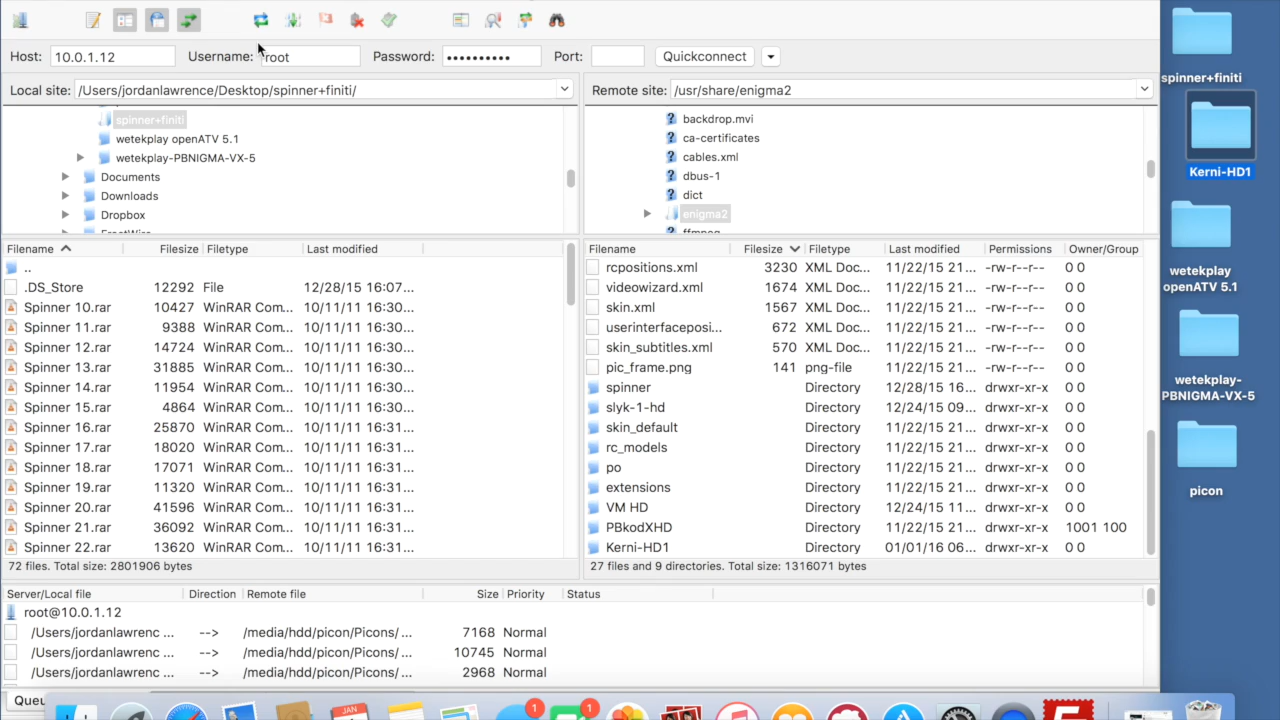 Host: 10.0.1.12 Username: root Password: •••••••••• Port: Quickconnect
Local site: /Users/jordanlawrence/Desktop/spinner+finiti/
Remote site: /usr/share/enigma2
spinner+finiti
wetekplay openATV 5.1
wetekplay-PBNIGMA-VX-5
Documents
Downloads
Dropbox
backdrop.mvi
ca-certificates
cables.xml
dbus-1
dict
enigma2
ffmpeg
Filename Filesize Filetype Last modified
..
.DS_Store 12292 File 12/28/15 16:07...
Spinner 10.rar 10427 WinRAR Com... 10/11/11 16:30...
Spinner 11.rar 9388 WinRAR Com... 10/11/11 16:30...
Spinner 12.rar 14724 WinRAR Com... 10/11/11 16:30...
Spinner 13.rar 31885 WinRAR Com... 10/11/11 16:30...
Spinner 14.rar 11954 WinRAR Com... 10/11/11 16:30...
Spinner 15.rar 4864 WinRAR Com... 10/11/11 16:30...
Spinner 16.rar 25870 WinRAR Com... 10/11/11 16:31...
Spinner 17.rar 18020 WinRAR Com... 10/11/11 16:31...
Spinner 18.rar 17071 WinRAR Com... 10/11/11 16:31...
Spinner 19.rar 11320 WinRAR Com... 10/11/11 16:31...
Spinner 20.rar 41596 WinRAR Com... 10/11/11 16:31...
Spinner 21.rar 36092 WinRAR Com... 10/11/11 16:31...
Spinner 22.rar 13620 WinRAR Com... 10/11/11 16:31...
72 files. Total size: 2801906 bytes
Filename Filesize Filetype Last modified Permissions Owner/Group
rcpositions.xml 3230 XML Doc... 11/22/15 21... -rw-r--r-- 0 0
videowizard.xml 1674 XML Doc... 11/22/15 21... -rw-r--r-- 0 0
skin.xml 1567 XML Doc... 11/22/15 21... -rw-r--r-- 0 0
userinterfaceposi... 672 XML Doc... 11/22/15 21... -rw-r--r-- 0 0
skin_subtitles.xml 570 XML Doc... 11/22/15 21... -rw-r--r-- 0 0
pic_frame.png 141 png-file 11/22/15 21... -rw-r--r-- 0 0
spinner Directory 12/28/15 16... drwxr-xr-x 0 0
slyk-1-hd Directory 12/24/15 09... drwxr-xr-x 0 0
skin_default Directory 11/22/15 21... drwxr-xr-x 0 0
rc_models Directory 11/22/15 21... drwxr-xr-x 0 0
po Directory 11/22/15 21... drwxr-xr-x 0 0
extensions Directory 11/22/15 21... drwxr-xr-x 0 0
VM HD Directory 12/24/15 11... drwxr-xr-x 0 0
PBkodXHD Directory 11/22/15 21... drwxr-xr-x 1001 100
Kerni-HD1 Directory 01/01/16 06... drwxr-xr-x 0 0
27 files and 9 directories. Total size: 1316071 bytes
Server/Local file Direction Remote file Size Priority Status
root@10.0.1.12
/Users/jordanlawrenc ... --> /media/hdd/picon/Picons/ ... 7168 Normal
/Users/jordanlawrenc ... --> /media/hdd/picon/Picons/ ... 10745 Normal
/Users/jordanlawrenc ... --> /media/hdd/picon/Picons/ ... 2968 Normal
spinner+finiti
Kerni-HD1
wetekplay
openATV 5.1
wetekplay-
PBNIGMA-VX-5
picon
JAN
1
1